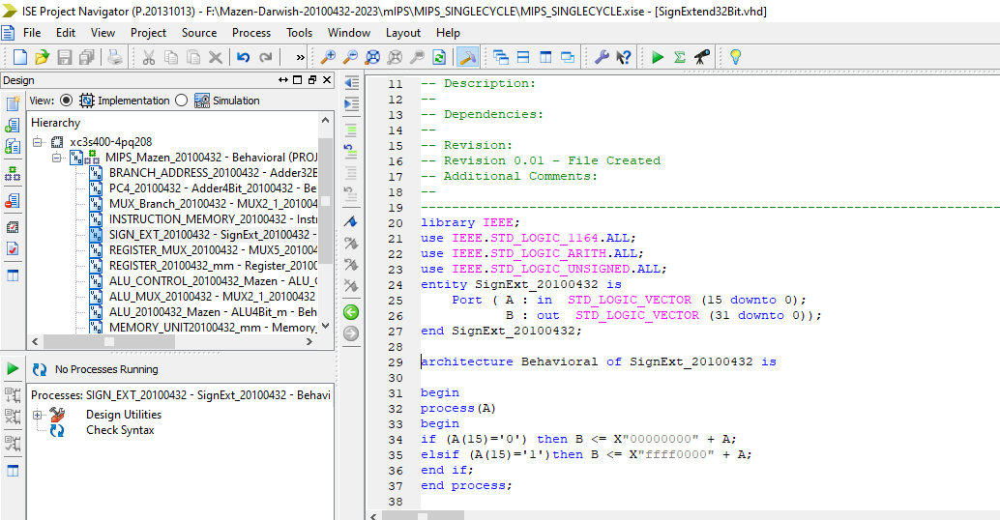 ISE Project Navigator (P.20131013) - F:\Mazen-Darwish-20100432-2023\mIPS\MIPS_SINGLECYCLE\MIPS_SINGLECYCLE.xise - [SignExtend32Bit.vhd]
File Edit View Project Source Process Tools Window Layout Help
Design
View: Implementation Simulation
Hierarchy
xc3s400-4pq208
MIPS_Mazen_20100432 - Behavioral (PROJ
BRANCH_ADDRESS_20100432 - Adder32B
PC4_20100432 - Adder4Bit_20100432 - Be
MUX_Branch_20100432 - MUX2_1_201004
INSTRUCTION_MEMORY_20100432 - Inst
SIGN_EXT_20100432 - SignExt_20100432 -
REGISTER_MUX_20100432 - MUX5_201004
REGISTER_20100432_mm - Register_20100
ALU_CONTROL_20100432_Mazen - ALU_C
ALU_MUX_20100432 - MUX2_1_20100432
ALU_20100432_Mazen - ALU4Bit_m - Beh
MEMORY_UNIT20100432_mm - Memory_
No Processes Running
Processes: SIGN_EXT_20100432 - SignExt_20100432 - Behavi
Design Utilities
Check Syntax
11 -- Description:
12 --
13 -- Dependencies:
14 --
15 -- Revision:
16 -- Revision 0.01 - File Created
17 -- Additional Comments:
18 --
19 ----------------------------------------------------------------------------------
20 library IEEE;
21 use IEEE.STD_LOGIC_1164.ALL;
22 use IEEE.STD_LOGIC_ARITH.ALL;
23 use IEEE.STD_LOGIC_UNSIGNED.ALL;
24 entity SignExt_20100432 is
25 Port ( A : in STD_LOGIC_VECTOR (15 downto 0);
26 B : out STD_LOGIC_VECTOR (31 downto 0));
27 end SignExt_20100432;
28
29 architecture Behavioral of SignExt_20100432 is
30
31 begin
32 process(A)
33 begin
34 if (A(15)='0') then B <= X"00000000" + A;
35 elsif (A(15)='1')then B <= X"ffff0000" + A;
36 end if;
37 end process;
38